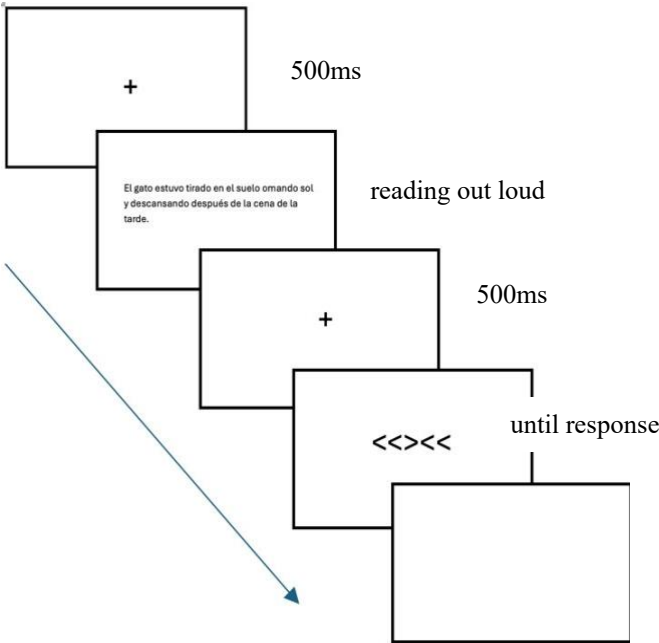 +
500ms
El gato estuvo tirado en el suelo omando sol
y descansando después de la cena de la
tarde.
reading out loud
+
500ms
<<><<
until response